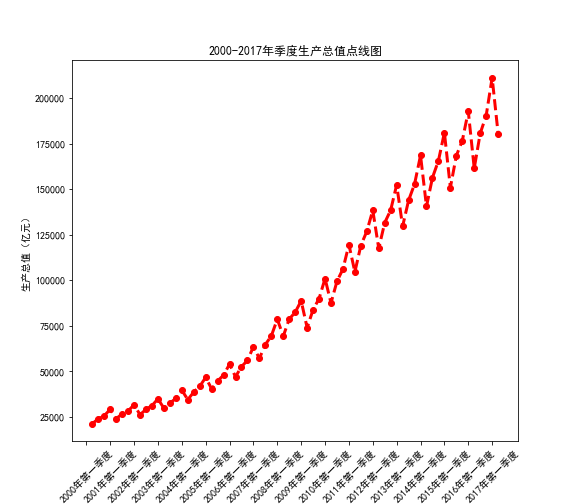 2000-2017年季度生产总值点线图
生产总值（亿元）
200000
175000
150000
125000
100000
75000
50000
25000
2000年第一季度
2001年第一季度
2002年第一季度
2003年第一季度
2004年第一季度
2005年第一季度
2006年第一季度
2007年第一季度
2008年第一季度
2009年第一季度
2010年第一季度
2011年第一季度
2012年第一季度
2013年第一季度
2014年第一季度
2015年第一季度
2016年第一季度
2017年第一季度